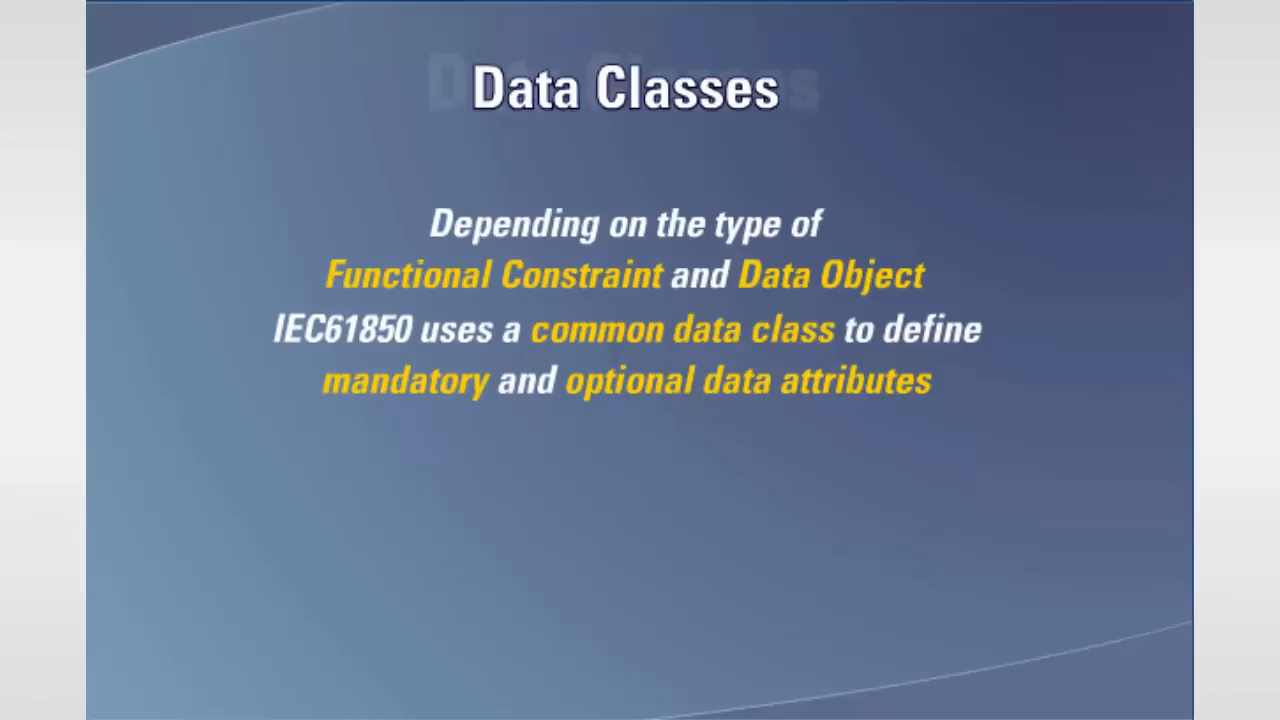 Data Classes
Depending on the type of
Functional Constraint and Data Object
IEC61850 uses a common data class to define
mandatory and optional data attributes